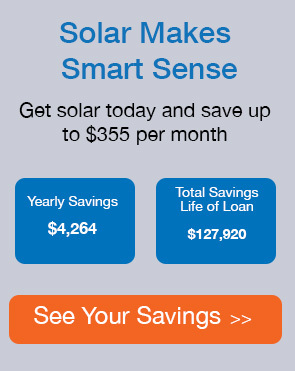 Solar Makes
Smart Sense
Get solar today and save up
to $355 per month
Yearly Savings
$4,264
Total Savings
Life of Loan
$127,920
See Your Savings >>